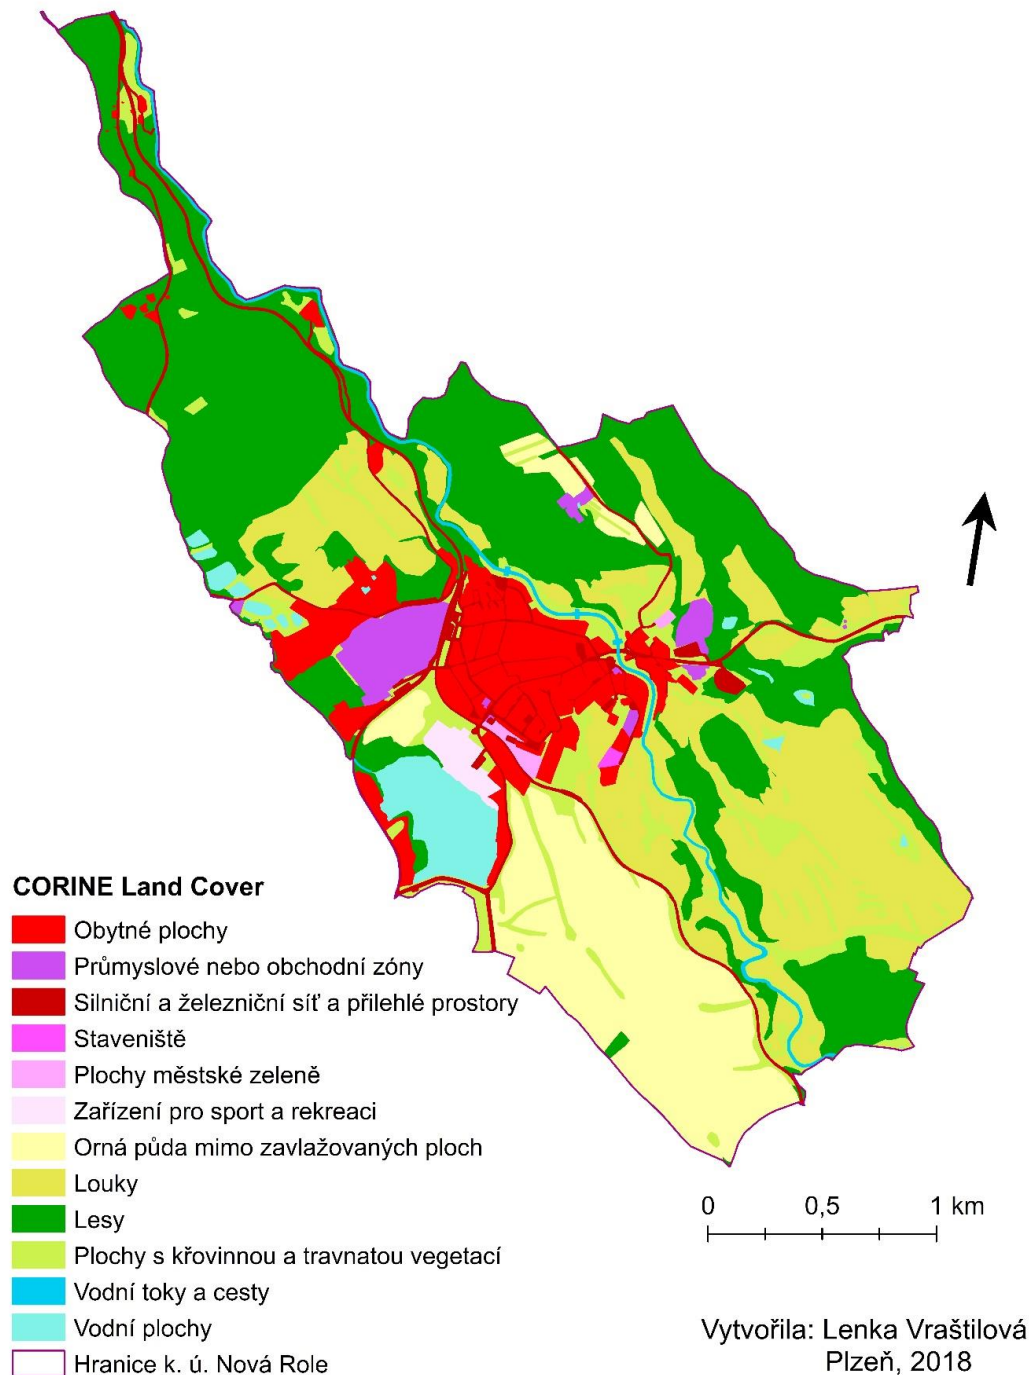 CORINE Land Cover
Obytné plochy
Průmyslové nebo obchodní zóny
Silniční a železniční síť a přilehlé prostory
Staveniště
Plochy městské zeleně
Zařízení pro sport a rekreaci
Orná půda mimo zavlažovaných ploch
Louky
Lesy
Plochy s křovinnou a travnatou vegetací
Vodní toky a cesty
Vodní plochy
Hranice k. ú. Nová Role
0 0,5 1 km
Vytvořila: Lenka Vraštilová
Plzeň, 2018